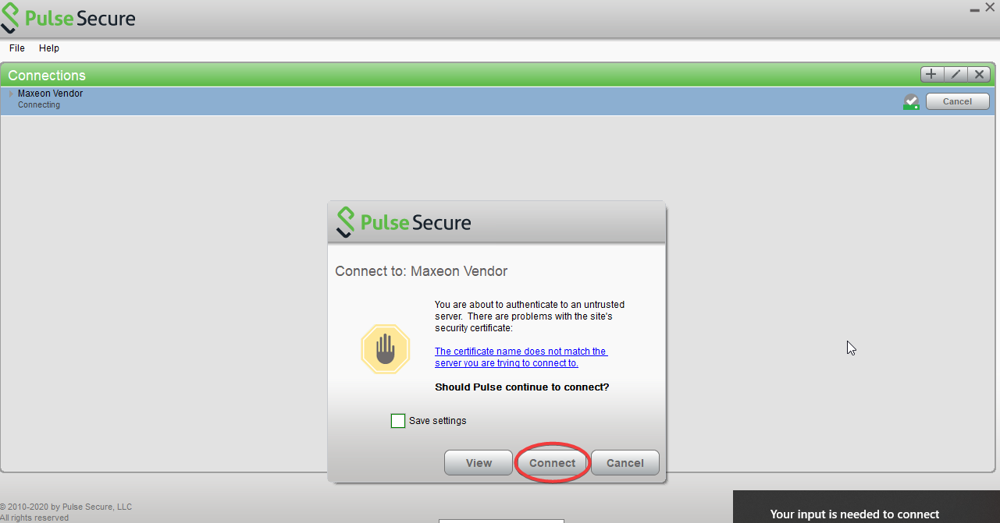 Pulse Secure
File Help
Connections
Maxeon Vendor
Connecting
Cancel
Pulse Secure
Connect to: Maxeon Vendor
You are about to authenticate to an untrusted
server. There are problems with the site's
security certificate:
The certificate name does not match the
server you are trying to connect to.
Should Pulse continue to connect?
Save settings
View Connect Cancel
© 2010-2020 by Pulse Secure, LLC
All rights reserved
Your input is needed to connect